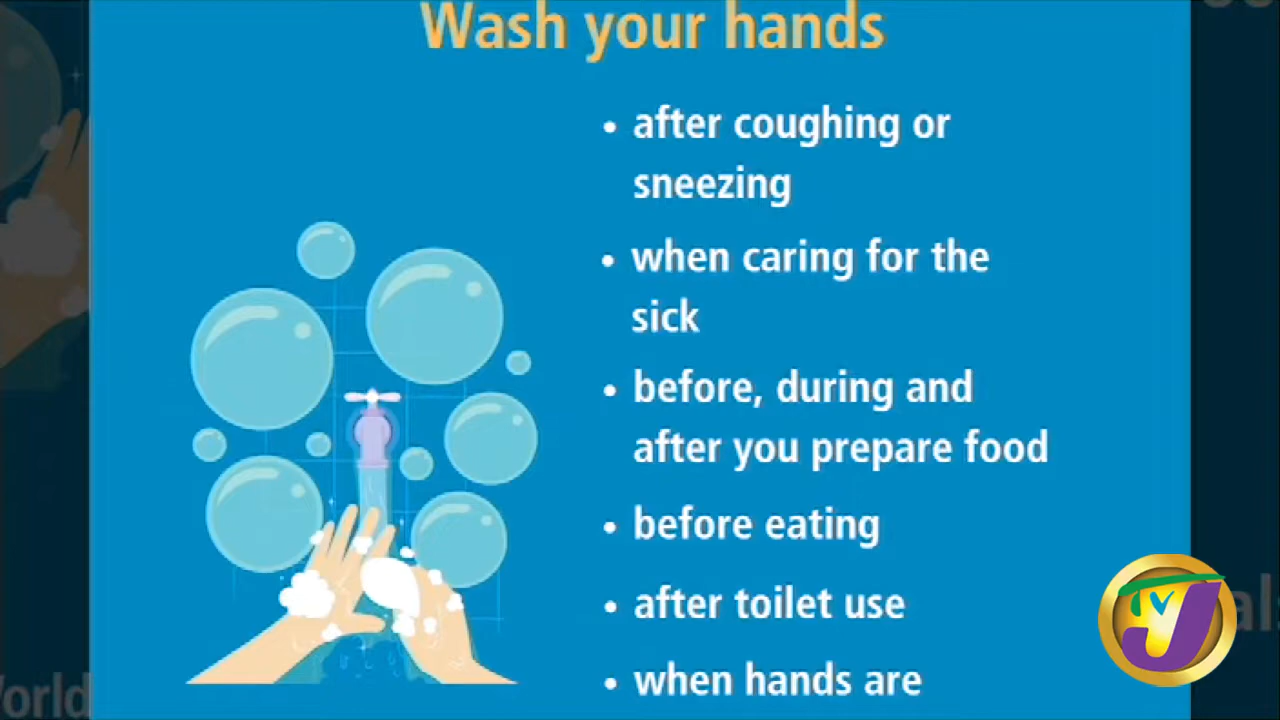 Wash your hands
• after coughing or
sneezing
• when caring for the
sick
• before, during and
after you prepare food
• before eating
• after toilet use
• when hands are
TVJ